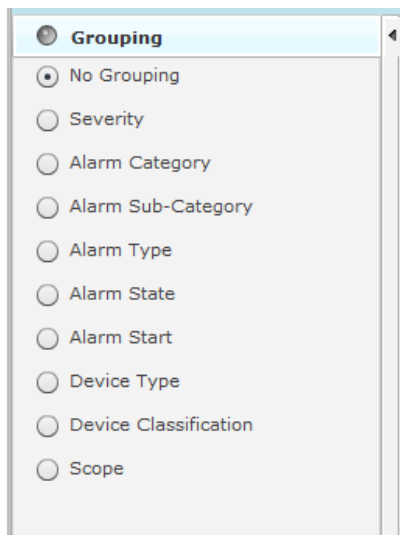 Grouping
No Grouping
Severity
Alarm Category
Alarm Sub-Category
Alarm Type
Alarm State
Alarm Start
Device Type
Device Classification
Scope